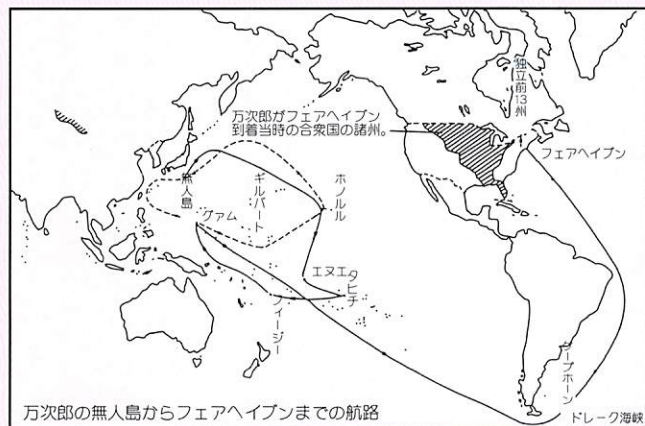 独立前13州
万次郎がフェアヘイブン
到着当時の合衆国の諸州。
フェアヘイブン
無人島
ギルバート
ホノルル
グァム
エヌエ
タヒチ
フィージー
ケープホーン
ドレーク海峡
万次郎の無人島からフェアヘイブンまでの航路